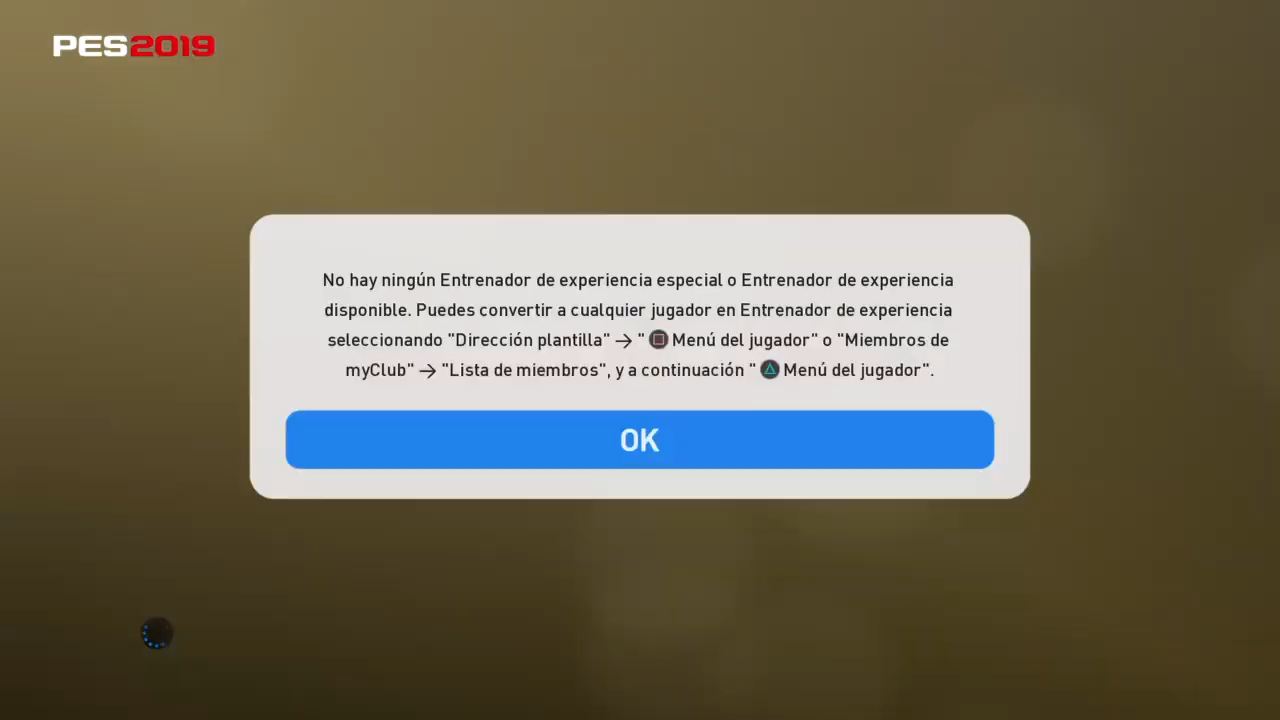 PES2019
No hay ningún Entrenador de experiencia especial o Entrenador de experiencia
disponible. Puedes convertir a cualquier jugador en Entrenador de experiencia
seleccionando "Dirección plantilla" → " Menú del jugador" o "Miembros de
myClub" → "Lista de miembros", y a continuación " Menú del jugador".
OK